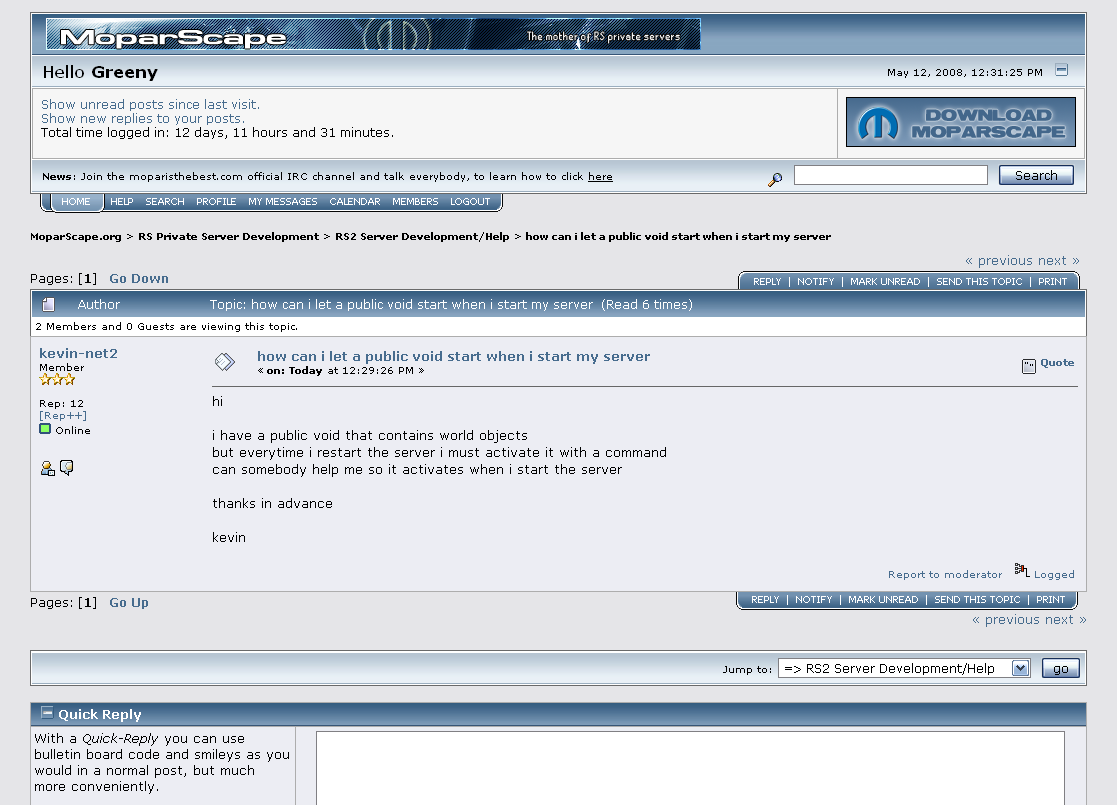 MoparScape
The mother of RS private servers
Hello Greeny
May 12, 2008, 12:31:25 PM
Show unread posts since last visit.
Show new replies to your posts.
Total time logged in: 12 days, 11 hours and 31 minutes.
DOWNLOAD
MOPARSCAPE
News: Join the moparisthebest.com official IRC channel and talk everybody, to learn how to click here
Search
HOME HELP SEARCH PROFILE MY MESSAGES CALENDAR MEMBERS LOGOUT
MoparScape.org > RS Private Server Development > RS2 Server Development/Help > how can i let a public void start when i start my server
« previous next »
Pages: [1] Go Down
REPLY | NOTIFY | MARK UNREAD | SEND THIS TOPIC | PRINT
Author Topic: how can i let a public void start when i start my server (Read 6 times)
2 Members and 0 Guests are viewing this topic.
kevin-net2
Member
Rep: 12
[Rep++]
Online
how can i let a public void start when i start my server
« on: Today at 12:29:26 PM »
Quote
hi
i have a public void that contains world objects
but everytime i restart the server i must activate it with a command
can somebody help me so it activates when i start the server
thanks in advance
kevin
Report to moderator Logged
Pages: [1] Go Up
REPLY | NOTIFY | MARK UNREAD | SEND THIS TOPIC | PRINT
« previous next »
Jump to: => RS2 Server Development/Help go
Quick Reply
With a Quick-Reply you can use
bulletin board code and smileys as you
would in a normal post, but much
more conveniently.